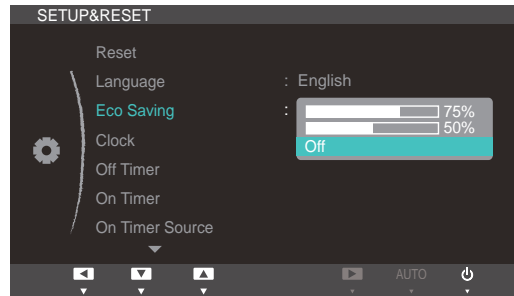 SETUP&RESET
Reset
Language : English
Eco Saving : 75%
50%
Off
Clock
Off Timer
On Timer
On Timer Source
AUTO